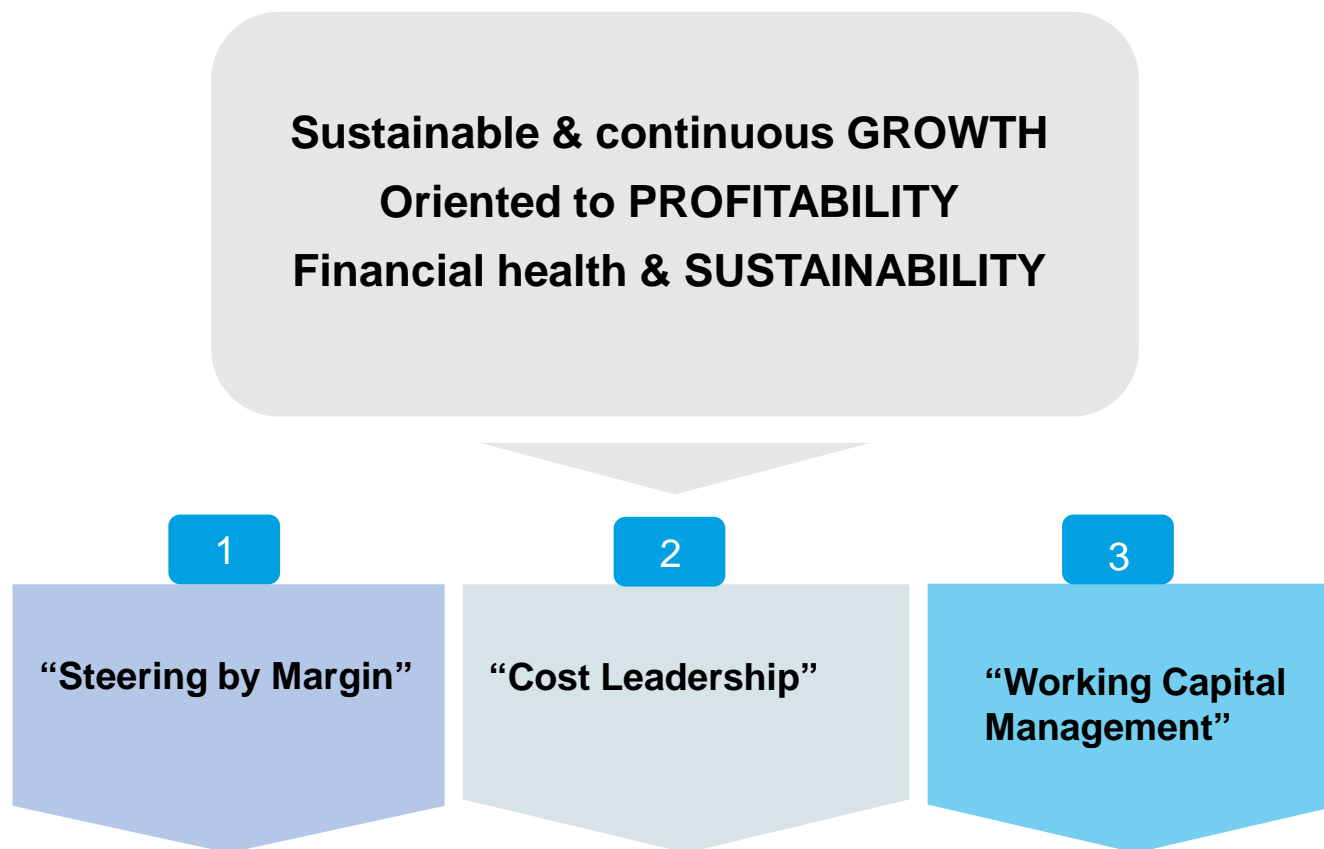 Sustainable & continuous GROWTH
Oriented to PROFITABILITY
Financial health & SUSTAINABILITY
1
2
3
“Steering by Margin”
“Cost Leadership”
“Working Capital
Management”